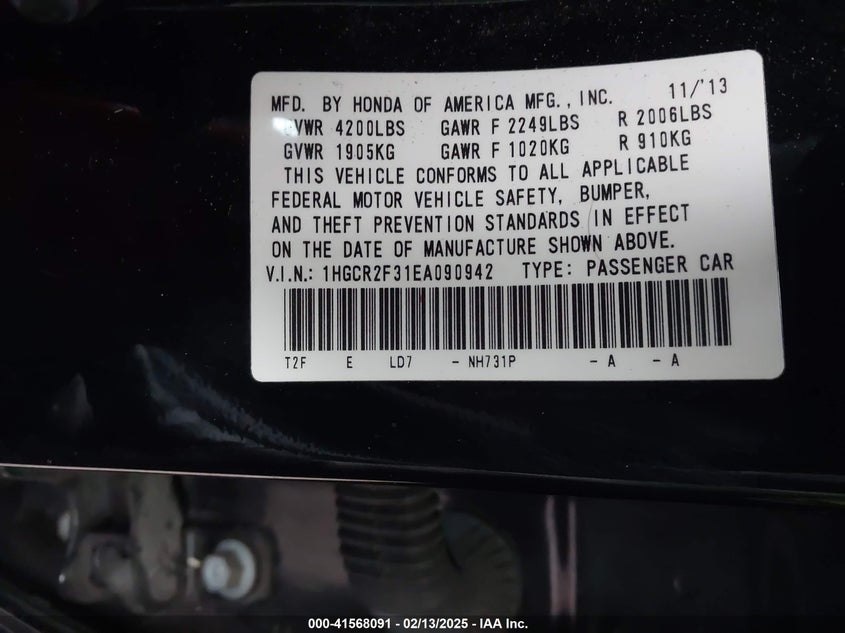 MFD. BY HONDA OF AMERICA MFG., INC. 11/'13
GVWR 4200LBS GAWR F 2249LBS R 2006LBS
GVWR 1905KG GAWR F 1020KG R 910KG
THIS VEHICLE CONFORMS TO ALL APPLICABLE
FEDERAL MOTOR VEHICLE SAFETY, BUMPER,
AND THEFT PREVENTION STANDARDS IN EFFECT
ON THE DATE OF MANUFACTURE SHOWN ABOVE.
V.I.N.: 1HGCR2F31EA090942 TYPE: PASSENGER CAR
T2F E LD7 - NH731P - A - A
000-41568091 - 02/13/2025 - IAA Inc.